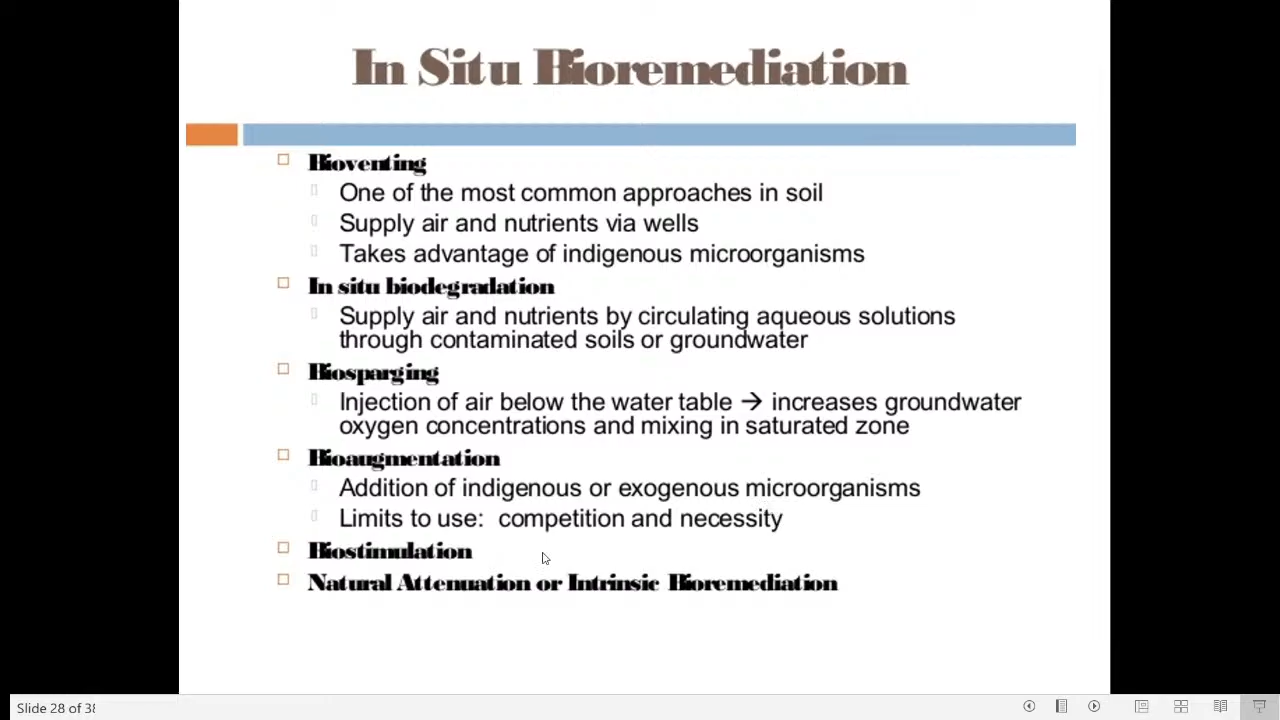 In Situ Bioremediation
Bioventing
One of the most common approaches in soil
Supply air and nutrients via wells
Takes advantage of indigenous microorganisms
In situ biodegradation
Supply air and nutrients by circulating aqueous solutions
through contaminated soils or groundwater
Biosparging
Injection of air below the water table → increases groundwater
oxygen concentrations and mixing in saturated zone
Bioaugmentation
Addition of indigenous or exogenous microorganisms
Limits to use: competition and necessity
Biostimulation
Natural Attenuation or Intrinsic Bioremediation
Slide 28 of